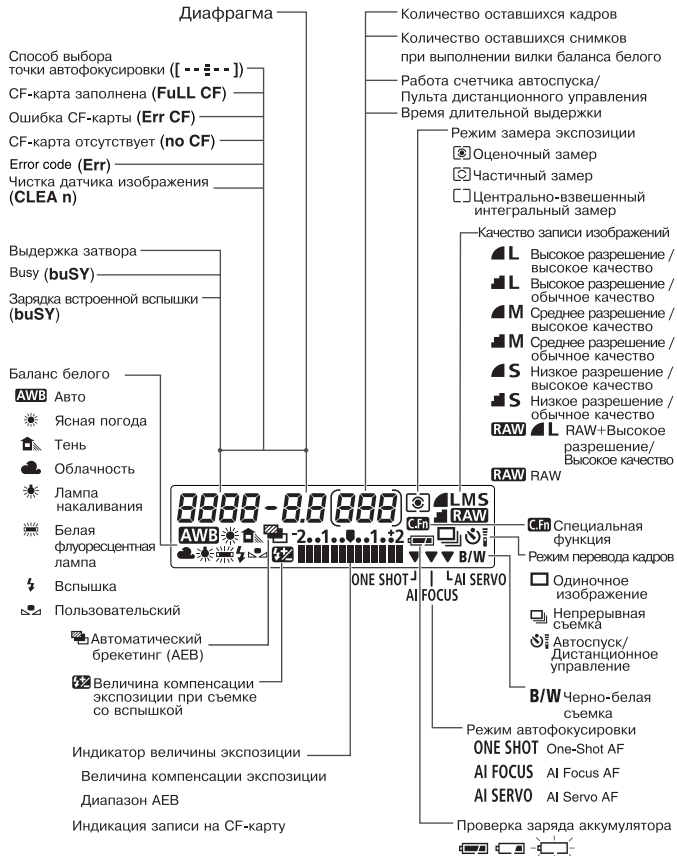 Диафрагма
Способ выбора
точки автофокусировки ([ - - - - - ])
CF-карта заполнена (FuLL CF)
Ошибка CF-карты (Err CF)
CF-карта отсутствует (no CF)
Error code (Err)
Чистка датчика изображения
(CLEA n)
Выдержка затвора
Busy (buSY)
Зарядка встроенной вспышки
(buSY)
Баланс белого
AWB Авто
Ясная погода
Тень
Облачность
Лампа
накаливания
Белая
флуоресцентная
лампа
Вспышка
Пользовательский
Автоматический
брекетинг (AEB)
Величина компенсации
экспозиции при съемке
со вспышкой
Индикатор величины экспозиции
Величина компенсации экспозиции
Диапазон AEB
Индикация записи на CF-карту
Количество оставшихся кадров
Количество оставшихся снимков
при выполнении вилки баланса белого
Работа счетчика автоспуска/
Пульта дистанционного управления
Время длительной выдержки
Режим замера экспозиции
Оценочный замер
Частичный замер
Центрально-взвешенный
интегральный замер
Качество записи изображений
L Высокое разрешение /
высокое качество
L Высокое разрешение /
обычное качество
M Среднее разрешение /
высокое качество
M Среднее разрешение /
обычное качество
S Низкое разрешение /
высокое качество
S Низкое разрешение /
обычное качество
RAW L RAW+Высокое
разрешение/
Высокое качество
RAW RAW
8888-8.8 [888] LMS
RAW
AWB -2..1..0..1..+2 C.Fn
B/W
ONE SHOT AI SERVO
AI FOCUS
C.Fn Специальная
функция
Режим перевода кадров
Одиночное
изображение
Непрерывная
съемка
Автоспуск/
Дистанционное
управление
B/W Черно-белая
съемка
Режим автофокусировки
ONE SHOT One-Shot AF
AI FOCUS AI Focus AF
AI SERVO AI Servo AF
Проверка заряда аккумулятора